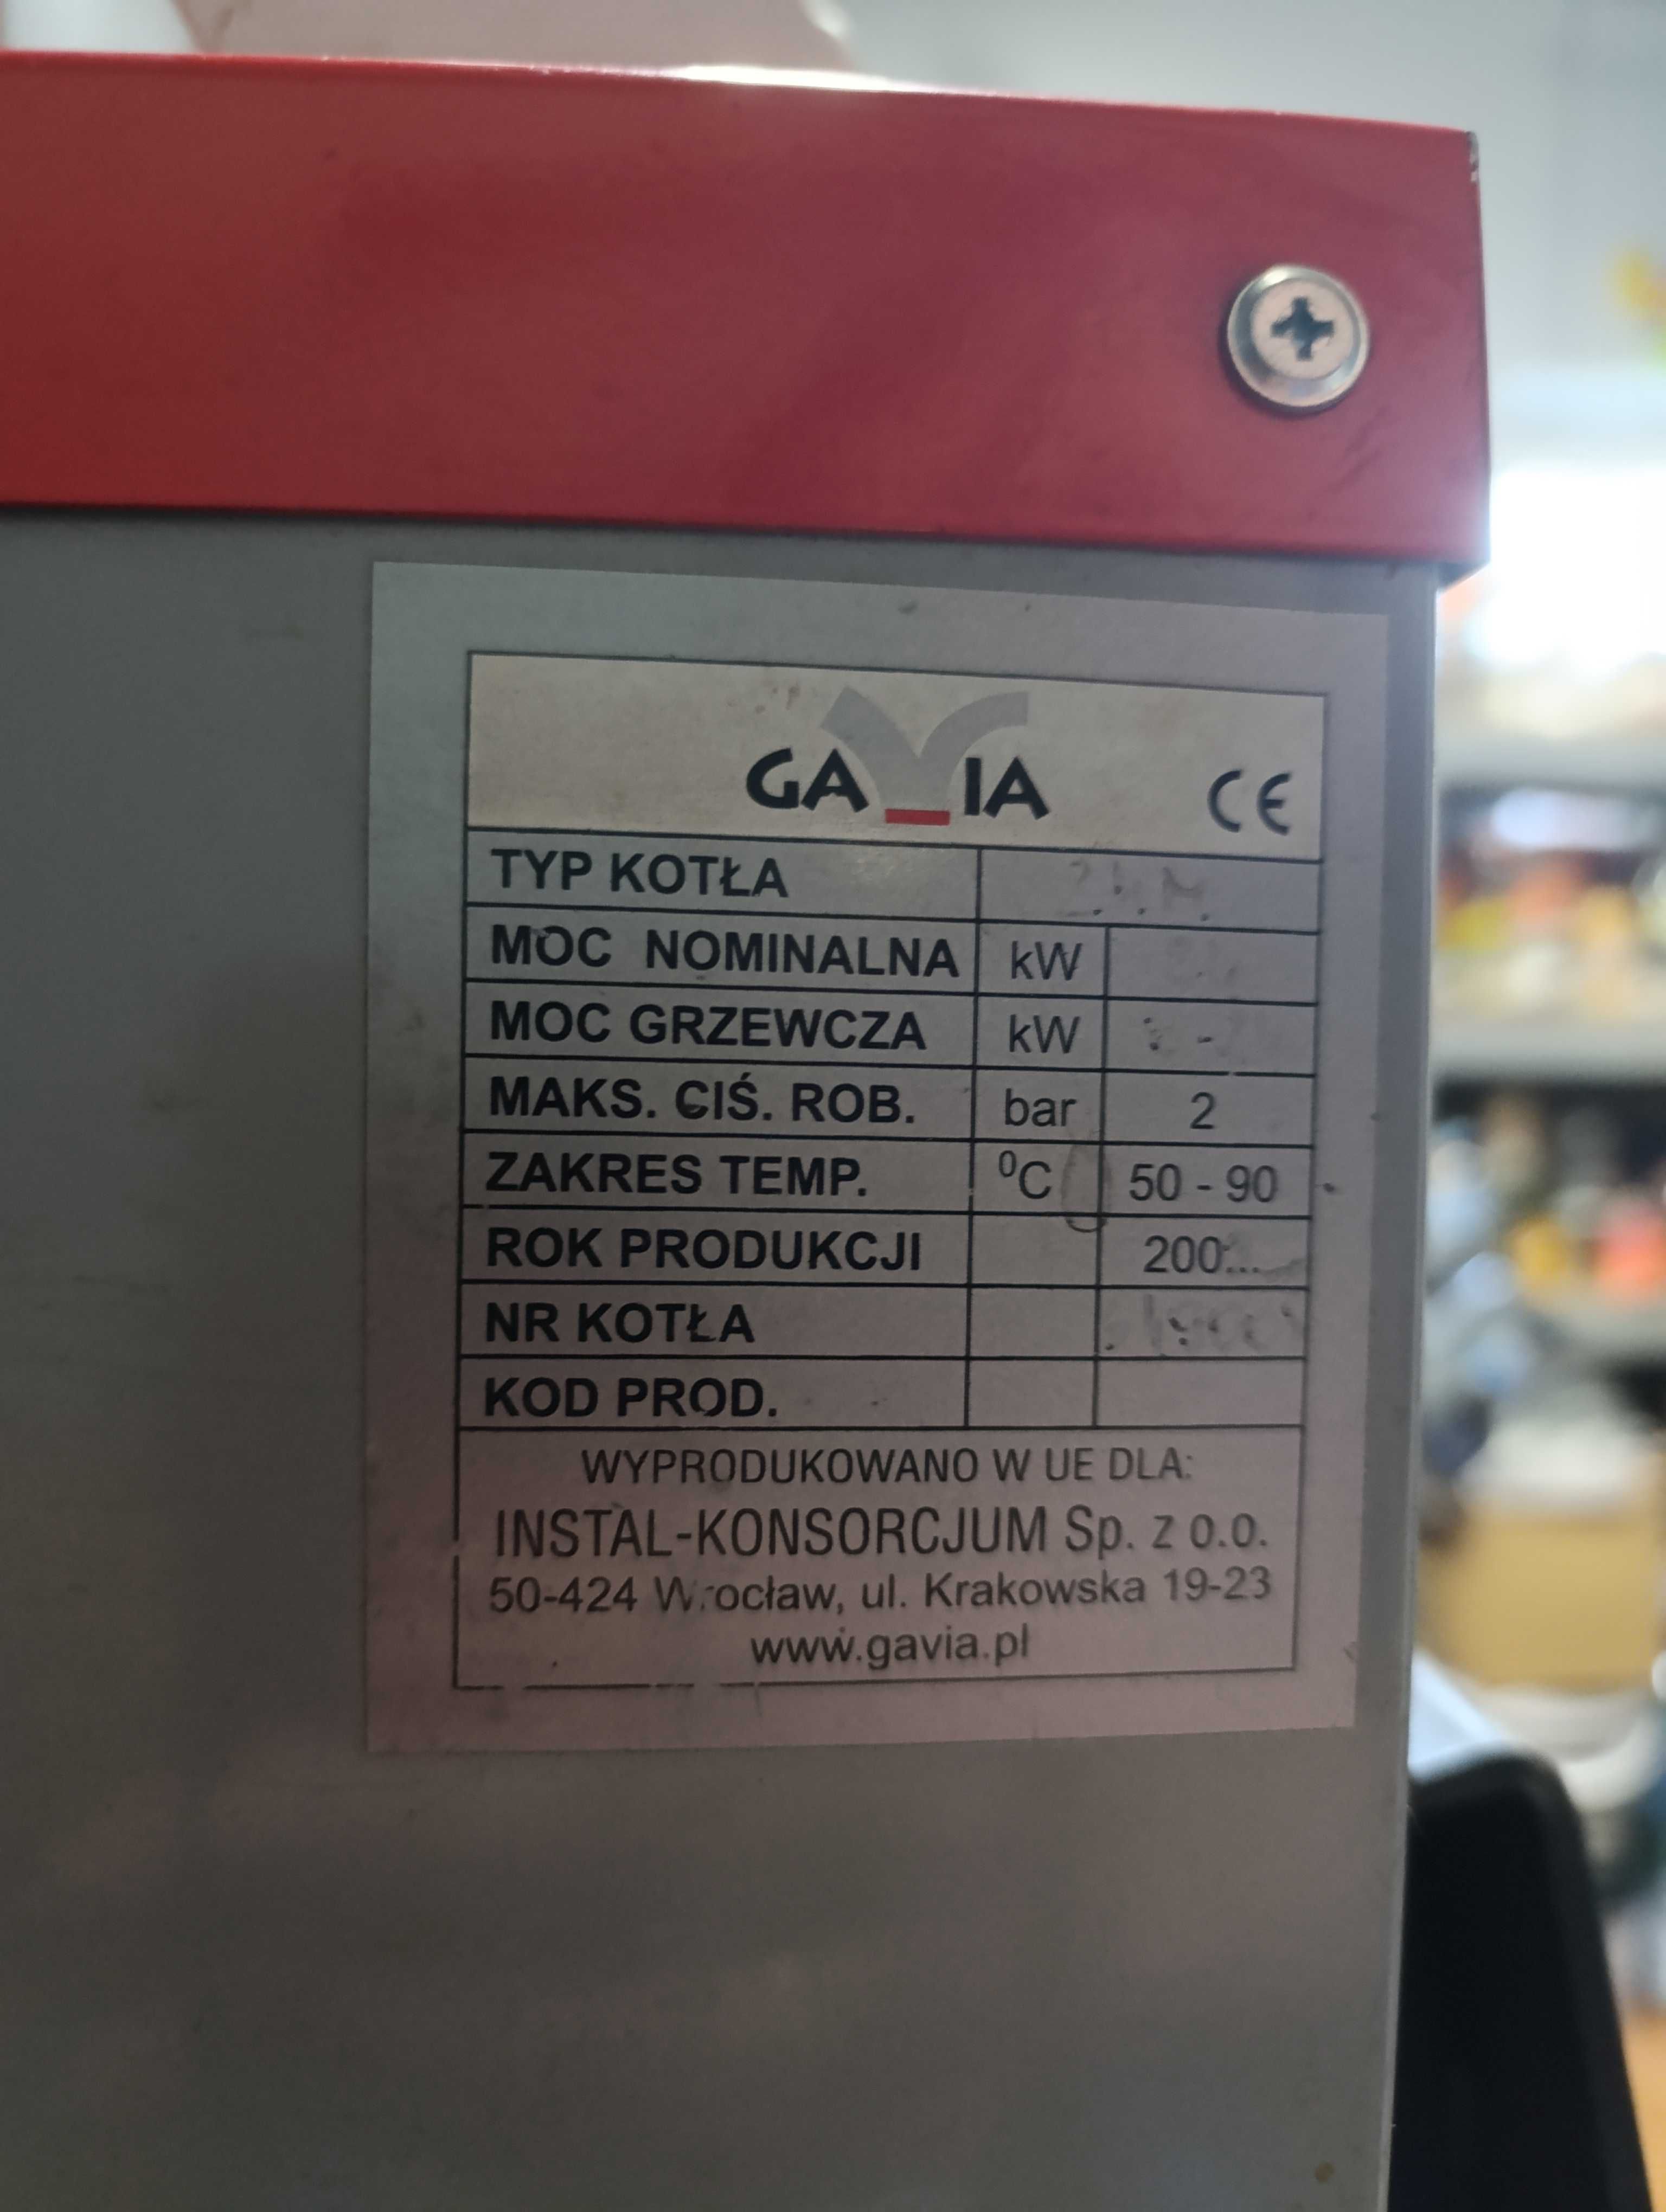 GAVIA CE
TYP KOTŁA
MOC NOMINALNA kW
MOC GRZEWCZA kW
MAKS. CIŚ. ROB. bar 2
ZAKRES TEMP. ⁰C 50 - 90
ROK PRODUKCJI 200...
NR KOTŁA
KOD PROD.
WYPRODUKOWANO W UE DLA:
INSTAL-KONSORCJUM Sp. z o.o.
50-424 Wrocław, ul. Krakowska 19-23
www.gavia.pl